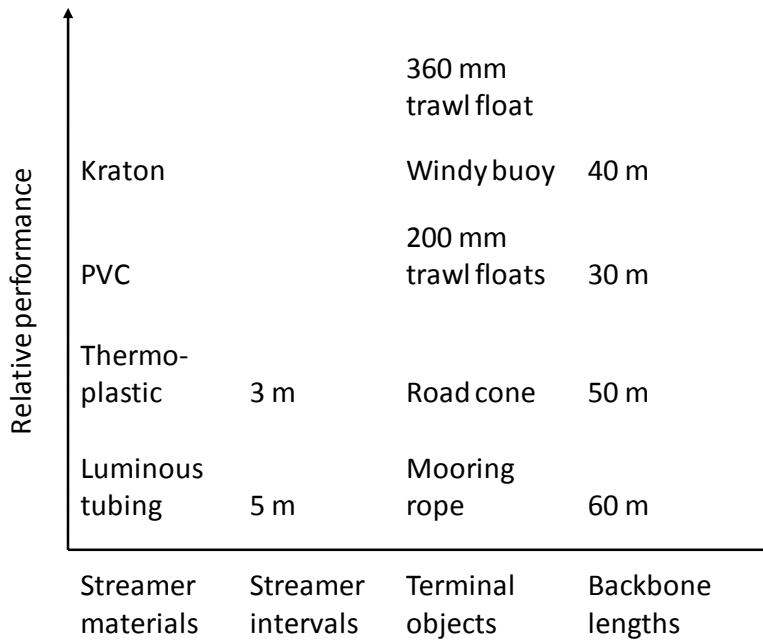 Relative performance
360 mm
trawl float
Kraton
Windy buoy
40 m
PVC
200 mm
trawl floats
30 m
Thermo-
plastic
3 m
Road cone
50 m
Luminous
tubing
5 m
Mooring
rope
60 m
Streamer
materials
Streamer
intervals
Terminal
objects
Backbone
lengths